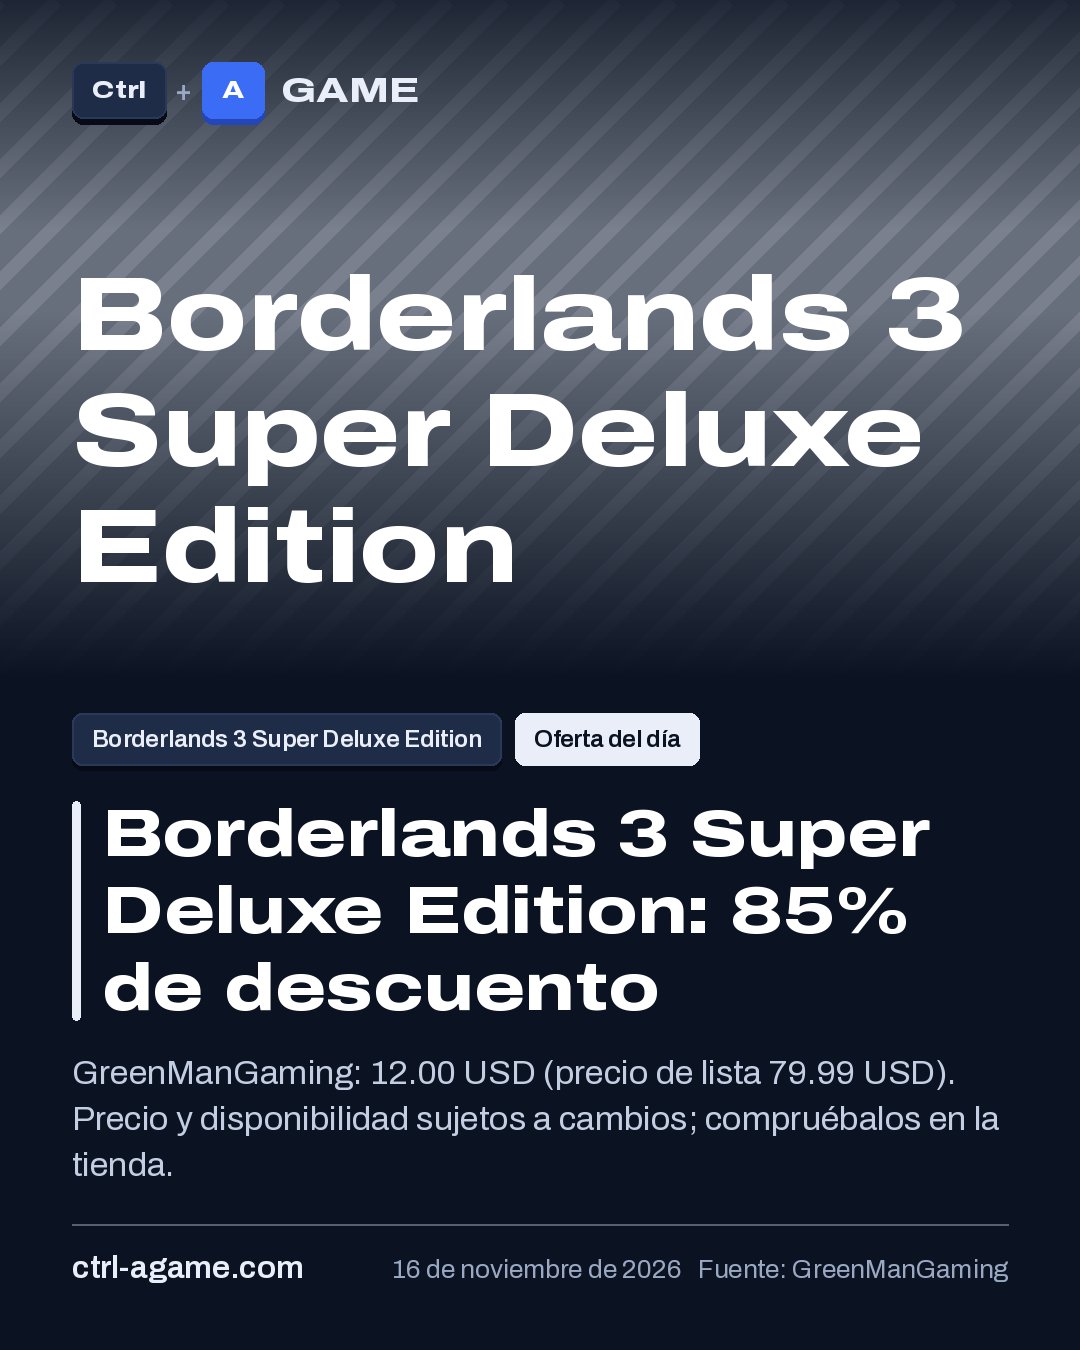 Ctrl + A GAME
Borderlands 3
Super Deluxe
Edition
Borderlands 3 Super Deluxe Edition Oferta del día
Borderlands 3 Super
Deluxe Edition: 85%
de descuento
GreenManGaming: 12.00 USD (precio de lista 79.99 USD).
Precio y disponibilidad sujetos a cambios; compruébalos en la
tienda.
ctrl-agame.com 16 de noviembre de 2026 Fuente: GreenManGaming